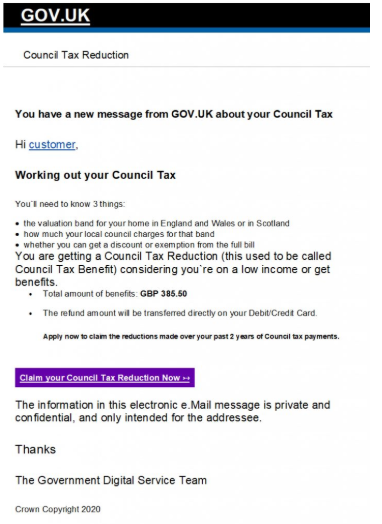 GOV.UK
Council Tax Reduction
You have a new message from GOV.UK about your Council Tax
Hi customer,
Working out your Council Tax
You´ll need to know 3 things:
• the valuation band for your home in England and Wales or in Scotland
• how much your local council charges for that band
• whether you can get a discount or exemption from the full bill
You are getting a Council Tax Reduction (this used to be called
Council Tax Benefit) considering you`re on a low income or get
benefits.
• Total amount of benefits: GBP 385.50
• The refund amount will be transferred directly on your Debit/Credit Card.
Apply now to claim the reductions made over your past 2 years of Council tax payments.
Claim your Council Tax Reduction Now ↦
The information in this electronic e.Mail message is private and
confidential, and only intended for the addressee.
Thanks
The Government Digital Service Team
Crown Copyright 2020